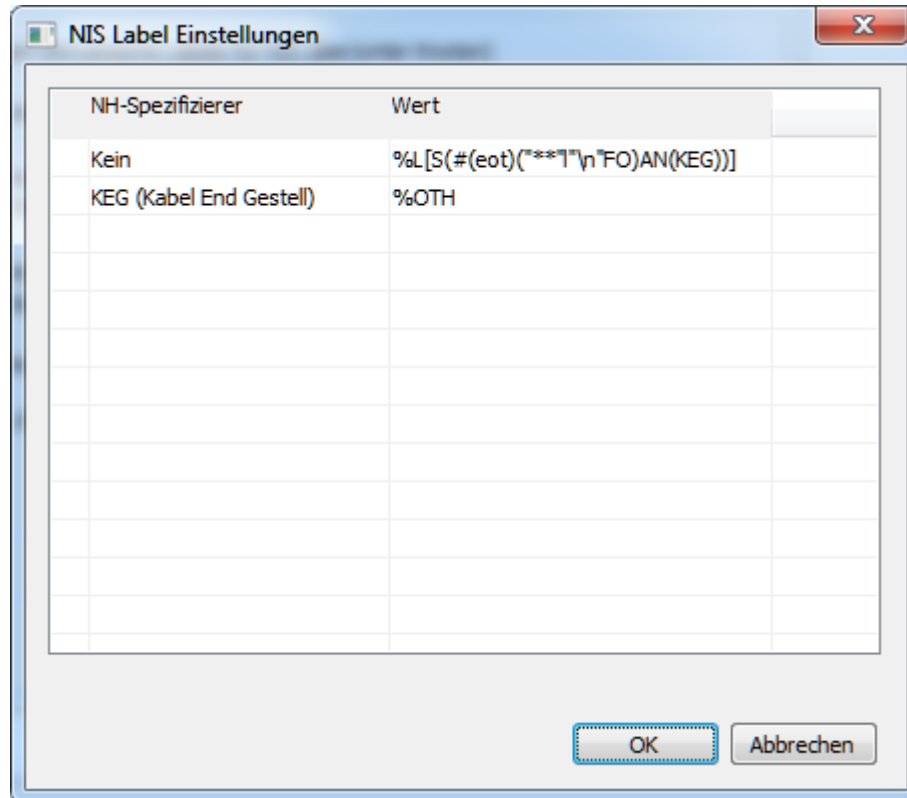 NIS Label Einstellungen
NH-Spezifizierer Wert
Kein %L[S(#(eot)("**"l"\n"FO)AN(KEG))]
KEG (Kabel End Gestell) %OTH
OK Abbrechen